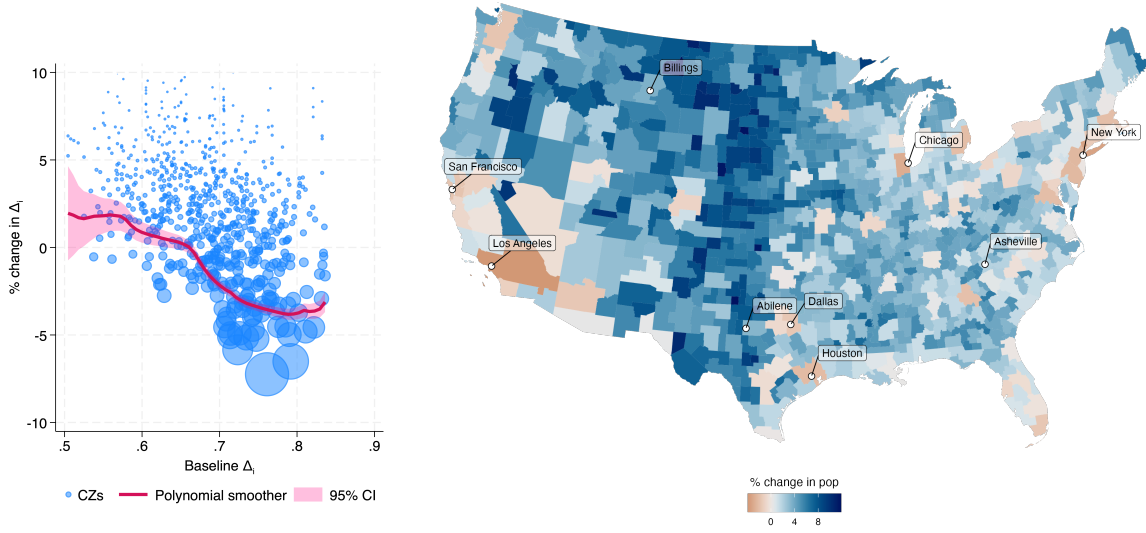 10
5
0
-5
-10
% change in Δi
.5 .6 .7 .8 .9
Baseline Δi
CZs Polynomial smoother 95% CI
Billings
New York
Chicago
San Francisco
Asheville
Los Angeles
Dallas
Abilene
Houston
% change in pop
0 4 8